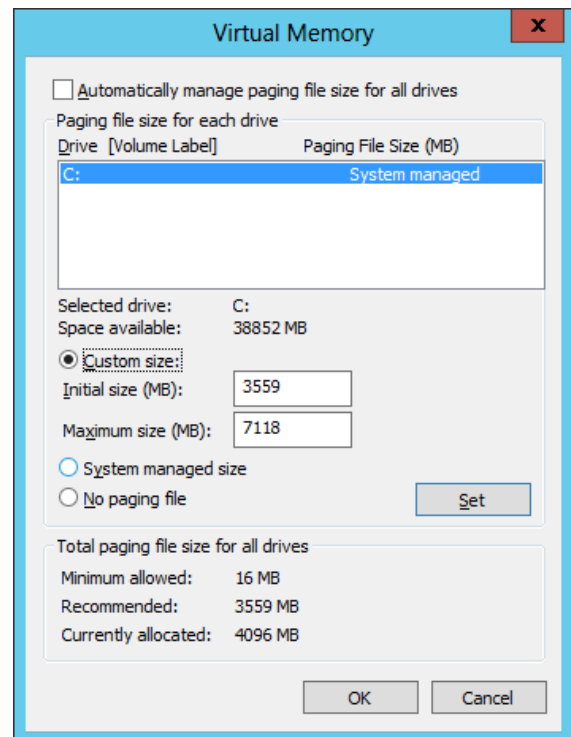 Virtual Memory
x
Automatically manage paging file size for all drives
Paging file size for each drive
Drive [Volume Label] Paging File Size (MB)
C: System managed
Selected drive: C:
Space available: 38852 MB
Custom size:
Initial size (MB): 3559
Maximum size (MB): 7118
System managed size
No paging file Set
Total paging file size for all drives
Minimum allowed: 16 MB
Recommended: 3559 MB
Currently allocated: 4096 MB
OK Cancel